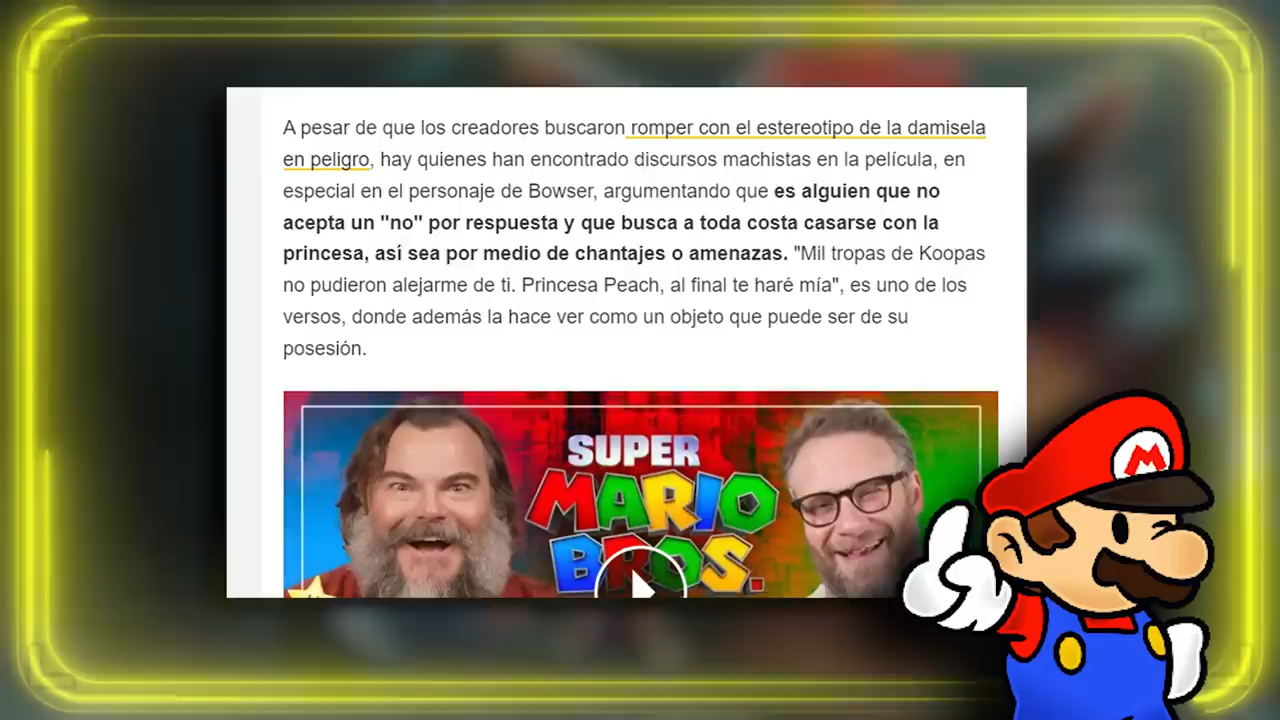 A pesar de que los creadores buscaron romper con el estereotipo de la damisela
en peligro, hay quienes han encontrado discursos machistas en la película, en
especial en el personaje de Bowser, argumentando que es alguien que no
acepta un "no" por respuesta y que busca a toda costa casarse con la
princesa, así sea por medio de chantajes o amenazas. "Mil tropas de Koopas
no pudieron alejarme de ti. Princesa Peach, al final te haré mía", es uno de los
versos, donde además la hace ver como un objeto que puede ser de su
posesión.
SUPER
MARIO
BROS.
M